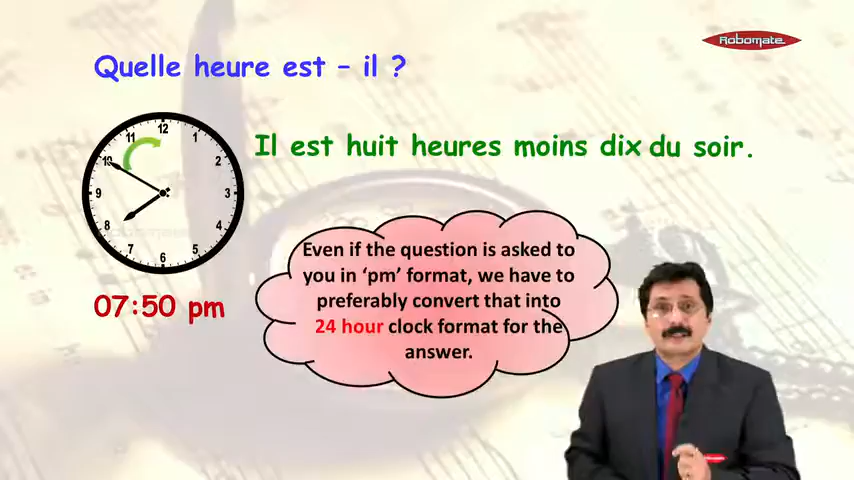 Robomate
Quelle heure est - il ?
Il est huit heures moins dix du soir.
12
11
1
10
2
9
3
8
4
7
5
6
07:50 pm
Even if the question is asked to
you in ‘pm’ format, we have to
preferably convert that into
24 hour clock format for the
answer.